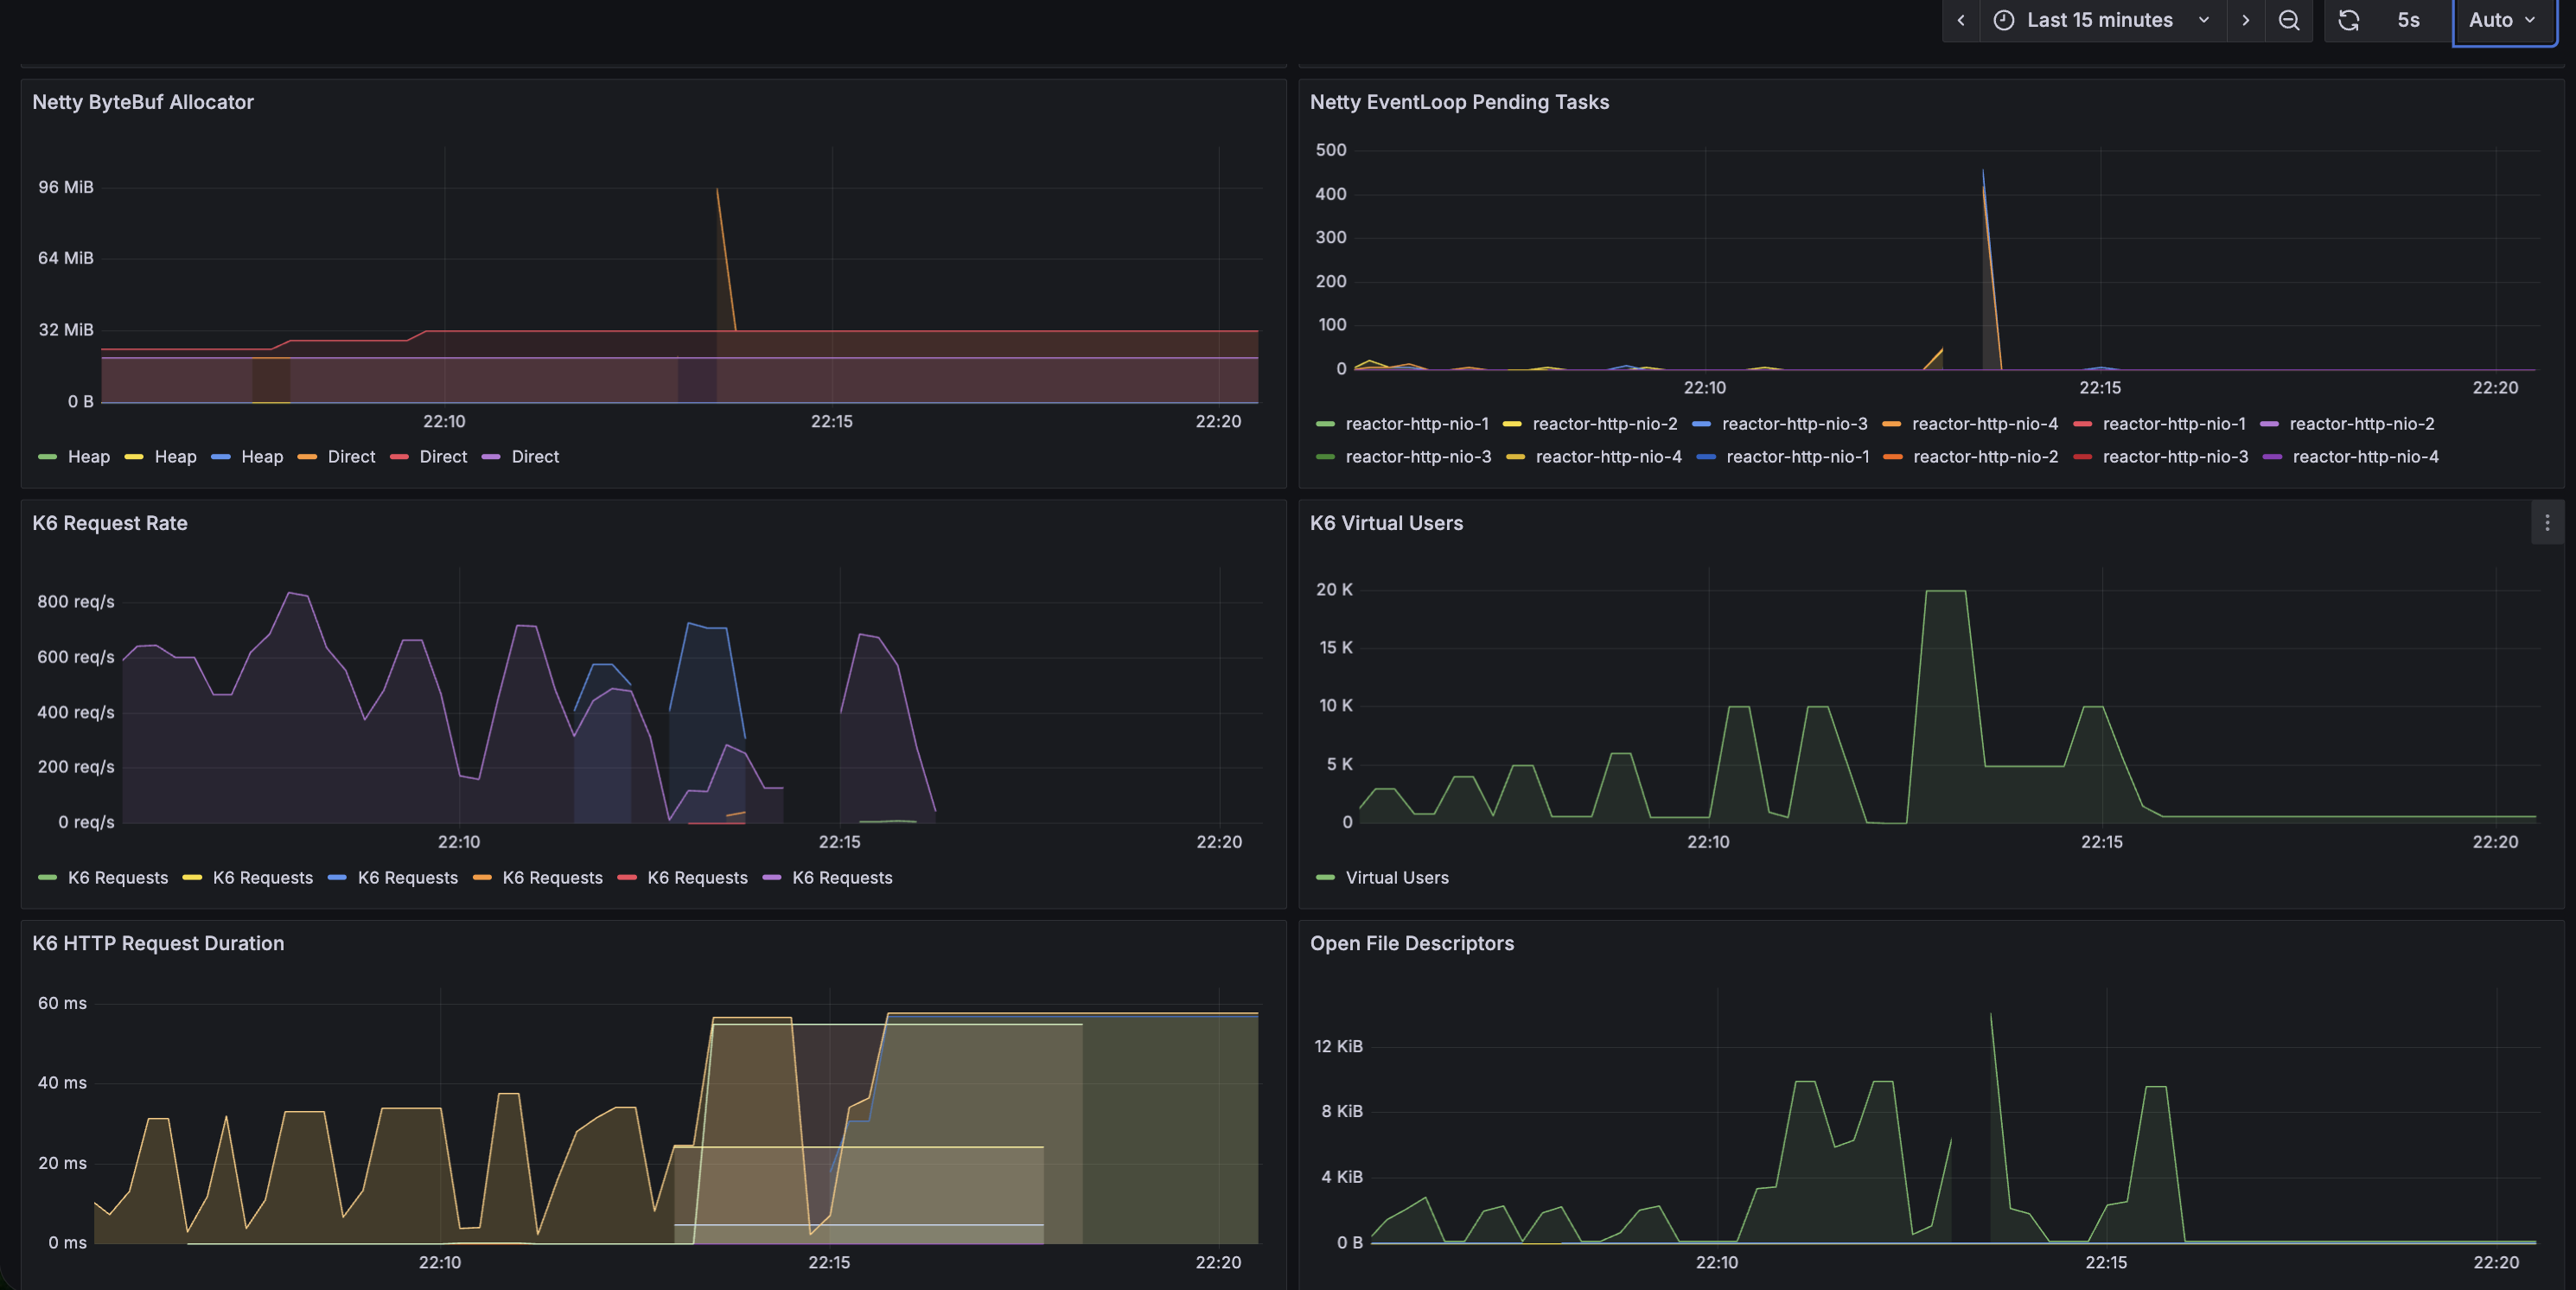 Last 15 minutes 5s Auto
Netty ByteBuf Allocator
96 MiB
64 MiB
32 MiB
0 B
22:10 22:15 22:20
Heap Heap Heap Direct Direct Direct
Netty EventLoop Pending Tasks
500
400
300
200
100
0
22:10 22:15 22:20
reactor-http-nio-1 reactor-http-nio-2 reactor-http-nio-3 reactor-http-nio-4 reactor-http-nio-1 reactor-http-nio-2
reactor-http-nio-3 reactor-http-nio-4 reactor-http-nio-1 reactor-http-nio-2 reactor-http-nio-3 reactor-http-nio-4
K6 Request Rate
800 req/s
600 req/s
400 req/s
200 req/s
0 req/s
22:10 22:15 22:20
K6 Requests K6 Requests K6 Requests K6 Requests K6 Requests K6 Requests
K6 Virtual Users
20 K
15 K
10 K
5 K
0
22:10 22:15 22:20
Virtual Users
K6 HTTP Request Duration
60 ms
40 ms
20 ms
0 ms
22:10 22:15 22:20
Open File Descriptors
12 KiB
8 KiB
4 KiB
0 B
22:10 22:15 22:20